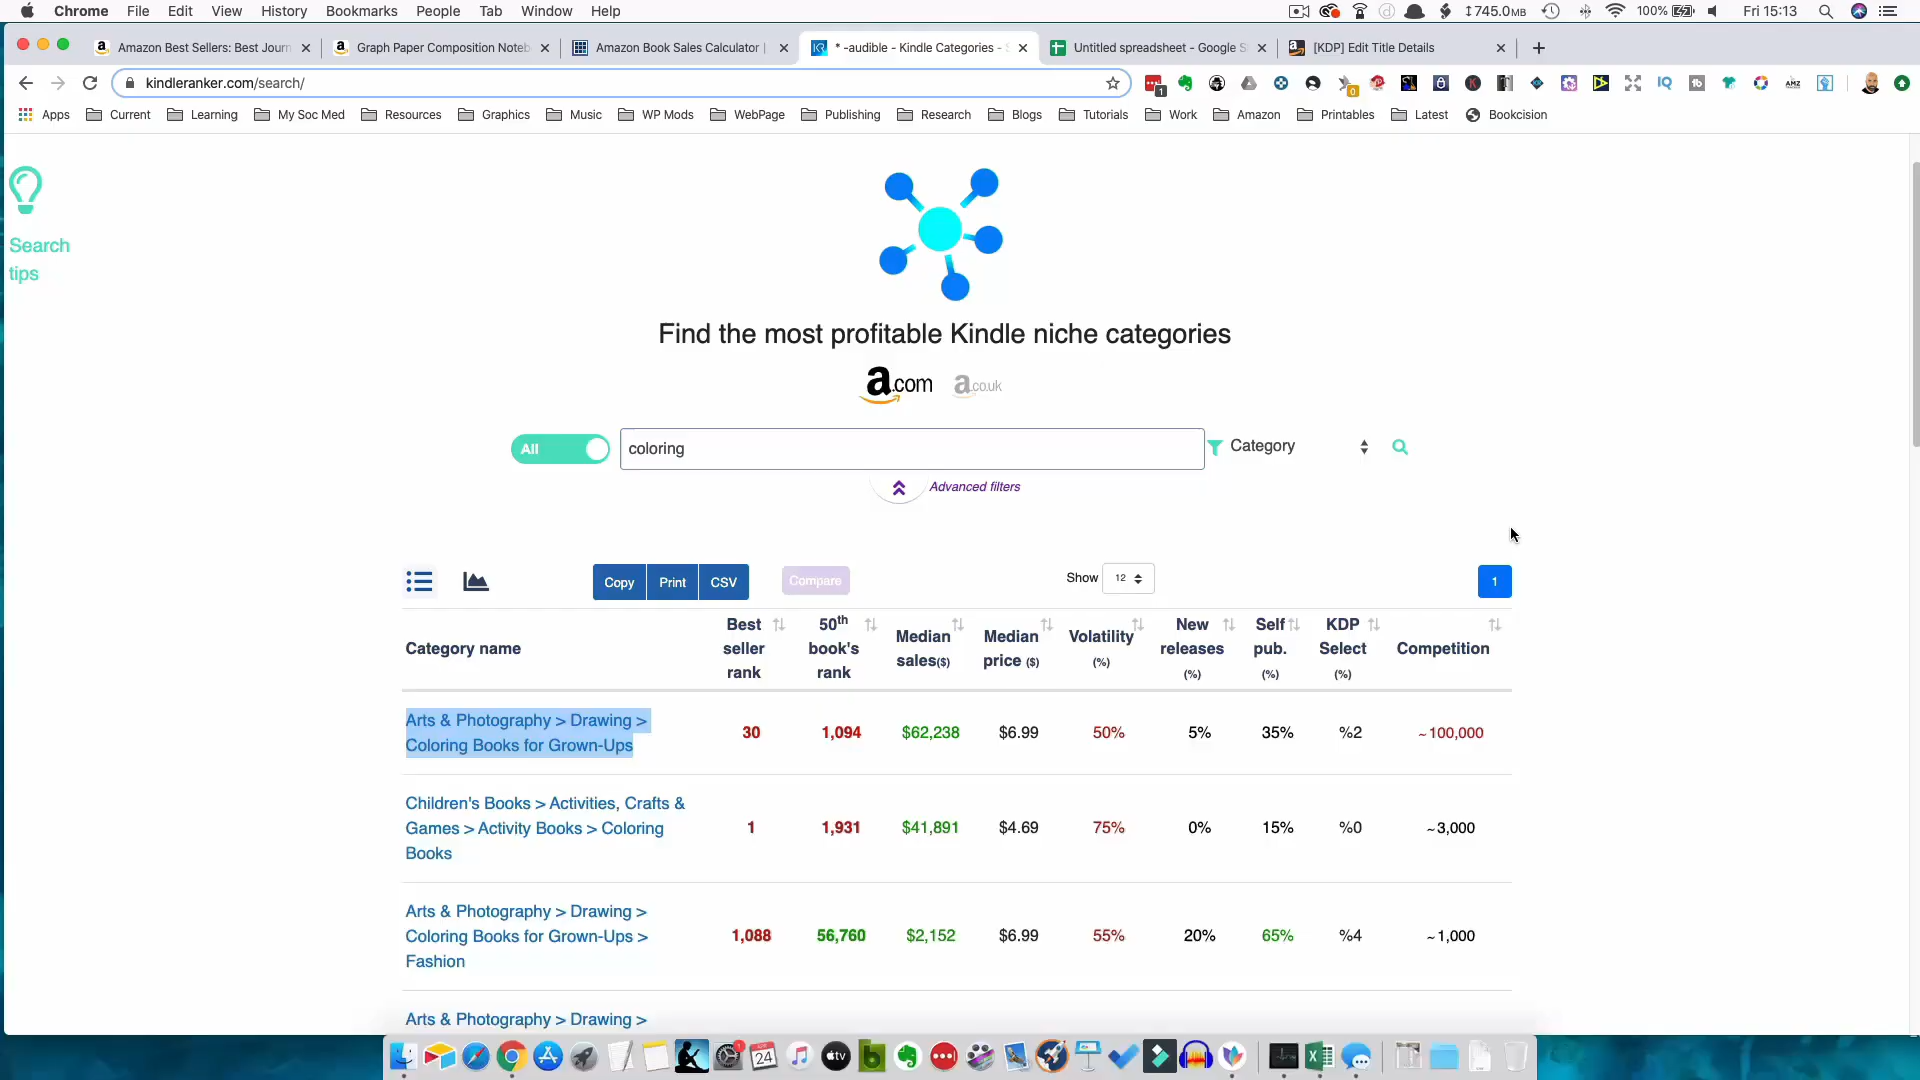 Chrome File Edit View History Bookmarks People Tab Window Help
745.0MB 100% Fri 15:13
Amazon Best Sellers: Best Journ
Graph Paper Composition Noteb
Amazon Book Sales Calculator |
* -audible - Kindle Categories -
Untitled spreadsheet - Google S
[KDP] Edit Title Details
kindleranker.com/search/
Apps Current Learning My Soc Med Resources Graphics Music WP Mods WebPage Publishing Research Blogs Tutorials Work Amazon Printables Latest Bookcision
Search
tips
Find the most profitable Kindle niche categories
a.com a.co.uk
All coloring Category
Advanced filters
Copy Print CSV Compare Show 12 1
Category name
Best seller rank
50th book's rank
Median sales($)
Median price ($)
Volatility (%)
New releases (%)
Self pub. (%)
KDP Select (%)
Competition
Arts & Photography > Drawing >
Coloring Books for Grown-Ups
30 1,094 $62,238 $6.99 50% 5% 35% %2 ~100,000
Children's Books > Activities, Crafts &
Games > Activity Books > Coloring
Books
1 1,931 $41,891 $4.69 75% 0% 15% %0 ~3,000
Arts & Photography > Drawing >
Coloring Books for Grown-Ups >
Fashion
1,088 56,760 $2,152 $6.99 55% 20% 65% %4 ~1,000
Arts & Photography > Drawing >